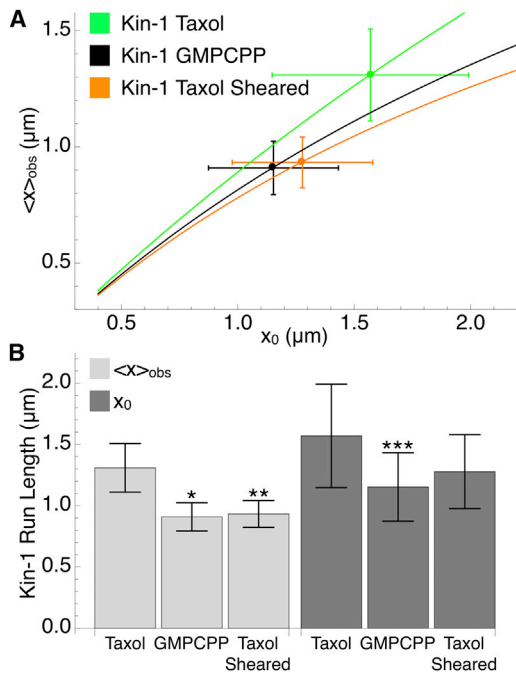 A
Kin-1 Taxol
Kin-1 GMPCPP
Kin-1 Taxol Sheared
<x>obs (μm)
1.5
1.0
0.5
0.5 1.0 1.5 2.0
x0 (μm)
B
<x>obs
x0
Kin-1 Run Length (μm)
2.0
1.5
1.0
0.5
0.0
* ** ***
Taxol GMPCPP Taxol Sheared Taxol GMPCPP Taxol Sheared